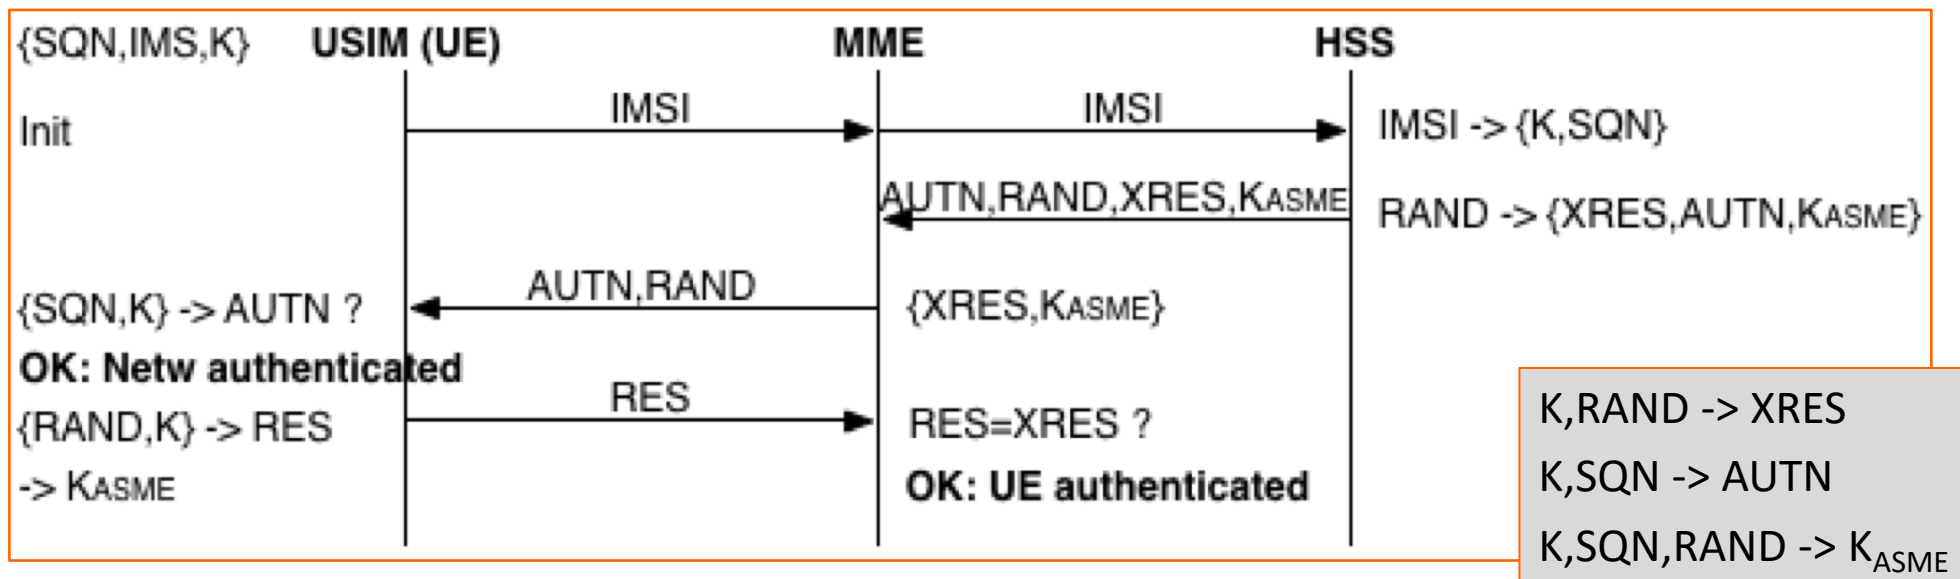 {SQN,IMS,K} USIM (UE) MME HSS
Init IMSI IMSI IMSI -> {K,SQN}
AUTN,RAND,XRES,KASME RAND -> {XRES,AUTN,KASME}
{SQN,K} -> AUTN ? AUTN,RAND {XRES,KASME}
OK: Netw authenticated
{RAND,K} -> RES RES RES=XRES ?
-> KASME OK: UE authenticated
K,RAND -> XRES
K,SQN -> AUTN
K,SQN,RAND -> KASME